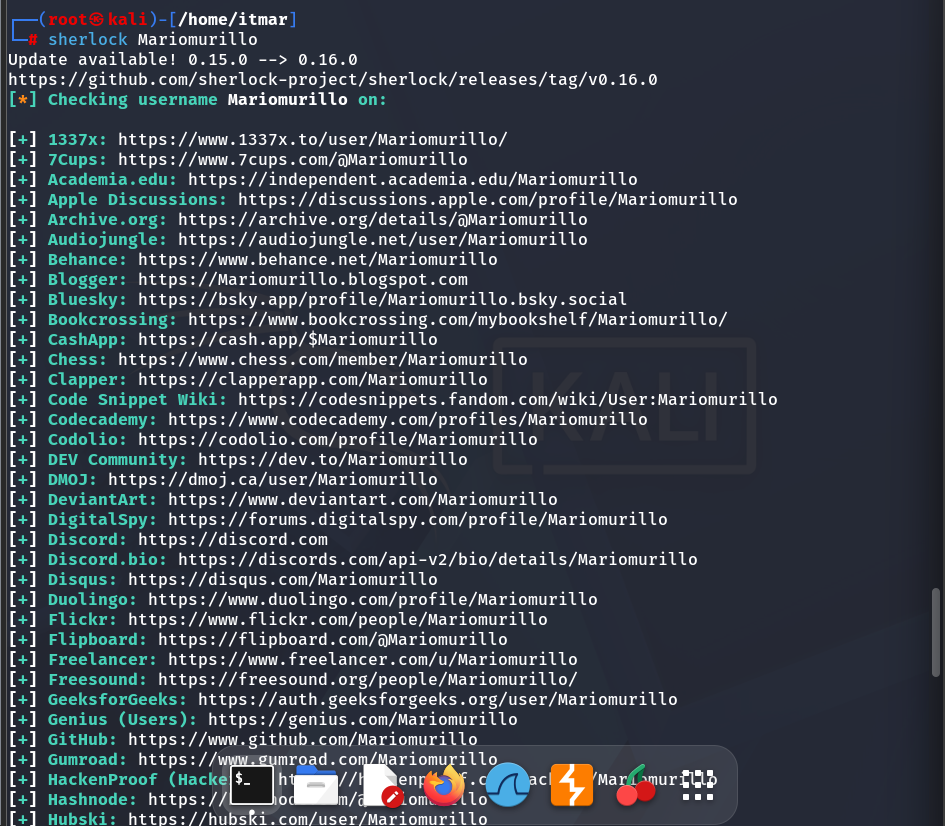 (root㉿kali)-[/home/itmar]
# sherlock Mariomurillo
Update available! 0.15.0 --> 0.16.0
https://github.com/sherlock-project/sherlock/releases/tag/v0.16.0
[*] Checking username Mariomurillo on:
[+] 1337x: https://www.1337x.to/user/Mariomurillo/
[+] 7Cups: https://www.7cups.com/@Mariomurillo
[+] Academia.edu: https://independent.academia.edu/Mariomurillo
[+] Apple Discussions: https://discussions.apple.com/profile/Mariomurillo
[+] Archive.org: https://archive.org/details/@Mariomurillo
[+] Audiojungle: https://audiojungle.net/user/Mariomurillo
[+] Behance: https://www.behance.net/Mariomurillo
[+] Blogger: https://Mariomurillo.blogspot.com
[+] Bluesky: https://bsky.app/profile/Mariomurillo.bsky.social
[+] Bookcrossing: https://www.bookcrossing.com/mybookshelf/Mariomurillo/
[+] CashApp: https://cash.app/$Mariomurillo
[+] Chess: https://www.chess.com/member/Mariomurillo
[+] Clapper: https://clapperapp.com/Mariomurillo
[+] Code Snippet Wiki: https://codesnippets.fandom.com/wiki/User:Mariomurillo
[+] Codecademy: https://www.codecademy.com/profiles/Mariomurillo
[+] Codolio: https://codolio.com/profile/Mariomurillo
[+] DEV Community: https://dev.to/Mariomurillo
[+] DMOJ: https://dmoj.ca/user/Mariomurillo
[+] DeviantArt: https://www.deviantart.com/Mariomurillo
[+] DigitalSpy: https://forums.digitalspy.com/profile/Mariomurillo
[+] Discord: https://discord.com
[+] Discord.bio: https://discords.com/api-v2/bio/details/Mariomurillo
[+] Disqus: https://disqus.com/Mariomurillo
[+] Duolingo: https://www.duolingo.com/profile/Mariomurillo
[+] Flickr: https://www.flickr.com/people/Mariomurillo
[+] Flipboard: https://flipboard.com/@Mariomurillo
[+] Freelancer: https://www.freelancer.com/u/Mariomurillo
[+] Freesound: https://freesound.org/people/Mariomurillo/
[+] GeeksforGeeks: https://auth.geeksforgeeks.org/user/Mariomurillo
[+] Genius (Users): https://genius.com/Mariomurillo
[+] GitHub: https://www.github.com/Mariomurillo
[+] Gumroad: https://www.gumroad.com/Mariomurillo
[+] HackenProof
[+] Hashnode:
[+] Hubski: https://hubski.com/user/Mariomurillo
KALI
$_